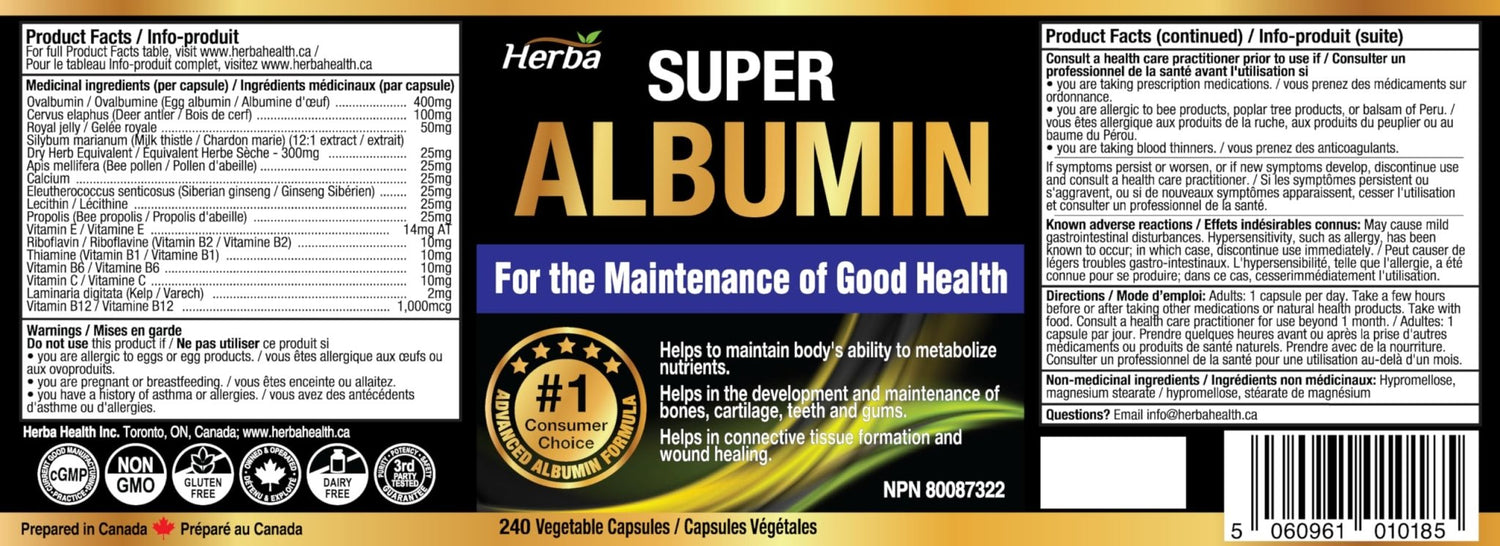 Product Facts / Info-produit
For full Product Facts table, visit www.herbahealth.ca /
Pour le tableau Info-produit complet, visitez www.herbahealth.ca
Medicinal ingredients (per capsule) / Ingrédients médicinaux (par capsule)
Ovalbumin / Ovalbumine (Egg albumin / Albumine d'œuf) .................... 400mg
Cervus elaphus (Deer antler / Bois de cerf) .................... 100mg
Royal jelly / Gelée royale .................... 50mg
Silybum marianum (Milk thistle / Chardon marie) (12:1 extract / extrait)
Dry Herb Equivalent / Equivalent Herbe Sèche - 300mg .................... 25mg
Apis mellifera (Bee pollen / Pollen d'abeille) .................... 25mg
Calcium .................... 25mg
Eleutherococcus senticosus (Siberian ginseng / Ginseng Sibérien) ........ 25mg
Lecithin / Lécithine .................... 25mg
Propolis (Bee propolis / Propolis d'abeille) .................... 25mg
Vitamin E / Vitamine E .................... 14mg AT
Riboflavin / Riboflavine (Vitamin B2 / Vitamine B2) .................... 10mg
Thiamine (Vitamin B1 / Vitamine B1) .................... 10mg
Vitamin B6 / Vitamine B6 .................... 10mg
Vitamin C / Vitamine C .................... 10mg
Laminaria digitata (Kelp / Varech) .................... 2mg
Vitamin B12 / Vitamine B12 .................... 1,000mcg
Warnings / Mises en garde
Do not use this product if / Ne pas utiliser ce produit si
• you are allergic to eggs or egg products. / vous êtes allergique aux œufs ou
aux ovoproduits.
• you are pregnant or breastfeeding. / vous êtes enceinte ou allaitez.
• you have a history of asthma or allergies. / vous avez des antécédents
d'asthme ou d'allergies.
Herba Health Inc. Toronto, ON, Canada; www.herbahealth.ca
CURRENT GOOD MANUFACTURING PRACTICE
cGMP
NON
GMO
GLUTEN
FREE
OWNED & OPERATED
DÉTENU & EXPLOITÉ
DAIRY
FREE
PURITY • POTENCY • SAFETY
3rd
PARTY
TESTED
GUARANTEE
Prepared in Canada Préparé au Canada
Herba
SUPER
ALBUMIN
For the Maintenance of Good Health
#1
Consumer
Choice
ADVANCED ALBUMIN FORMULA
Helps to maintain body's ability to metabolize
nutrients.
Helps in the development and maintenance of
bones, cartilage, teeth and gums.
Helps in connective tissue formation and
wound healing.
NPN 80087322
240 Vegetable Capsules / Capsules Végétales
Product Facts (continued) / Info-produit (suite)
Consult a health care practitioner prior to use if / Consulter un
professionnel de la santé avant l'utilisation si
• you are taking prescription medications. / vous prenez des médicaments sur
ordonnance.
• you are allergic to bee products, poplar tree products, or balsam of Peru. /
vous êtes allergique aux produits de la ruche, aux produits du peuplier ou au
baume du Pérou.
• you are taking blood thinners. / vous prenez des anticoagulants.
If symptoms persist or worsen, or if new symptoms develop, discontinue use
and consult a health care practitioner. / Si les symptômes persistent ou
s'aggravent, ou si de nouveaux symptômes apparaissent, cesser l'utilisation
et consulter un professionnel de la santé.
Known adverse reactions / Effets indésirables connus: May cause mild
gastrointestinal disturbances. Hypersensitivity, such as allergy, has been
known to occur; in which case, discontinue use immediately. / Peut causer de
légers troubles gastro-intestinaux. L'hypersensibilité, telle que l'allergie, a été
connue pour se produire; dans ce cas, cesserimmédiatement l'utilisation.
Directions / Mode d'emploi: Adults: 1 capsule per day. Take a few hours
before or after taking other medications or natural health products. Take with
food. Consult a health care practitioner for use beyond 1 month. / Adultes: 1
capsule par jour. Prendre quelques heures avant ou après la prise d'autres
médicaments ou produits de santé naturels. Prendre avec de la nourriture.
Consulter un professionnel de la santé pour une utilisation au-delà d'un mois.
Non-medicinal ingredients / Ingrédients non médicinaux: Hypromellose,
magnesium stearate / hypromellose, stéarate de magnésium
Questions? Email info@herbahealth.ca
5 060961 010185